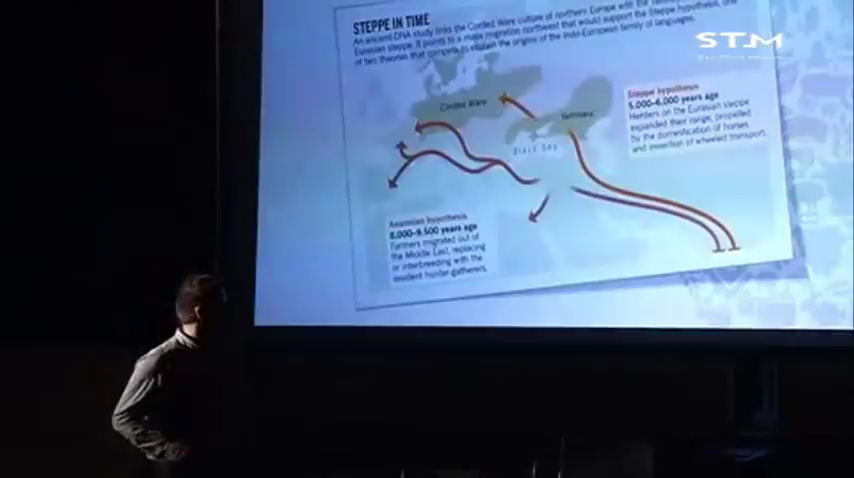 STEPPE IN TIME
An ancient DNA study links the Corded Ware culture of northern Europe with the
Eurasian steppe. It points to a major migration northwest that would support the Steppe hypothesis, one
of two theories that compete to explain the origins of the Indo-European family of languages.
STM
Corded Ware
Yamnaya
Black Sea
Steppe hypothesis
5,000–6,000 years ago
Herders on the Eurasian steppe
expanded their range, propelled
by the domestication of horses
and invention of wheeled transport.
Anatolian hypothesis
8,000–9,500 years ago
Farmers migrated out of
the Middle East, replacing
or interbreeding with the
resident hunter-gatherers.